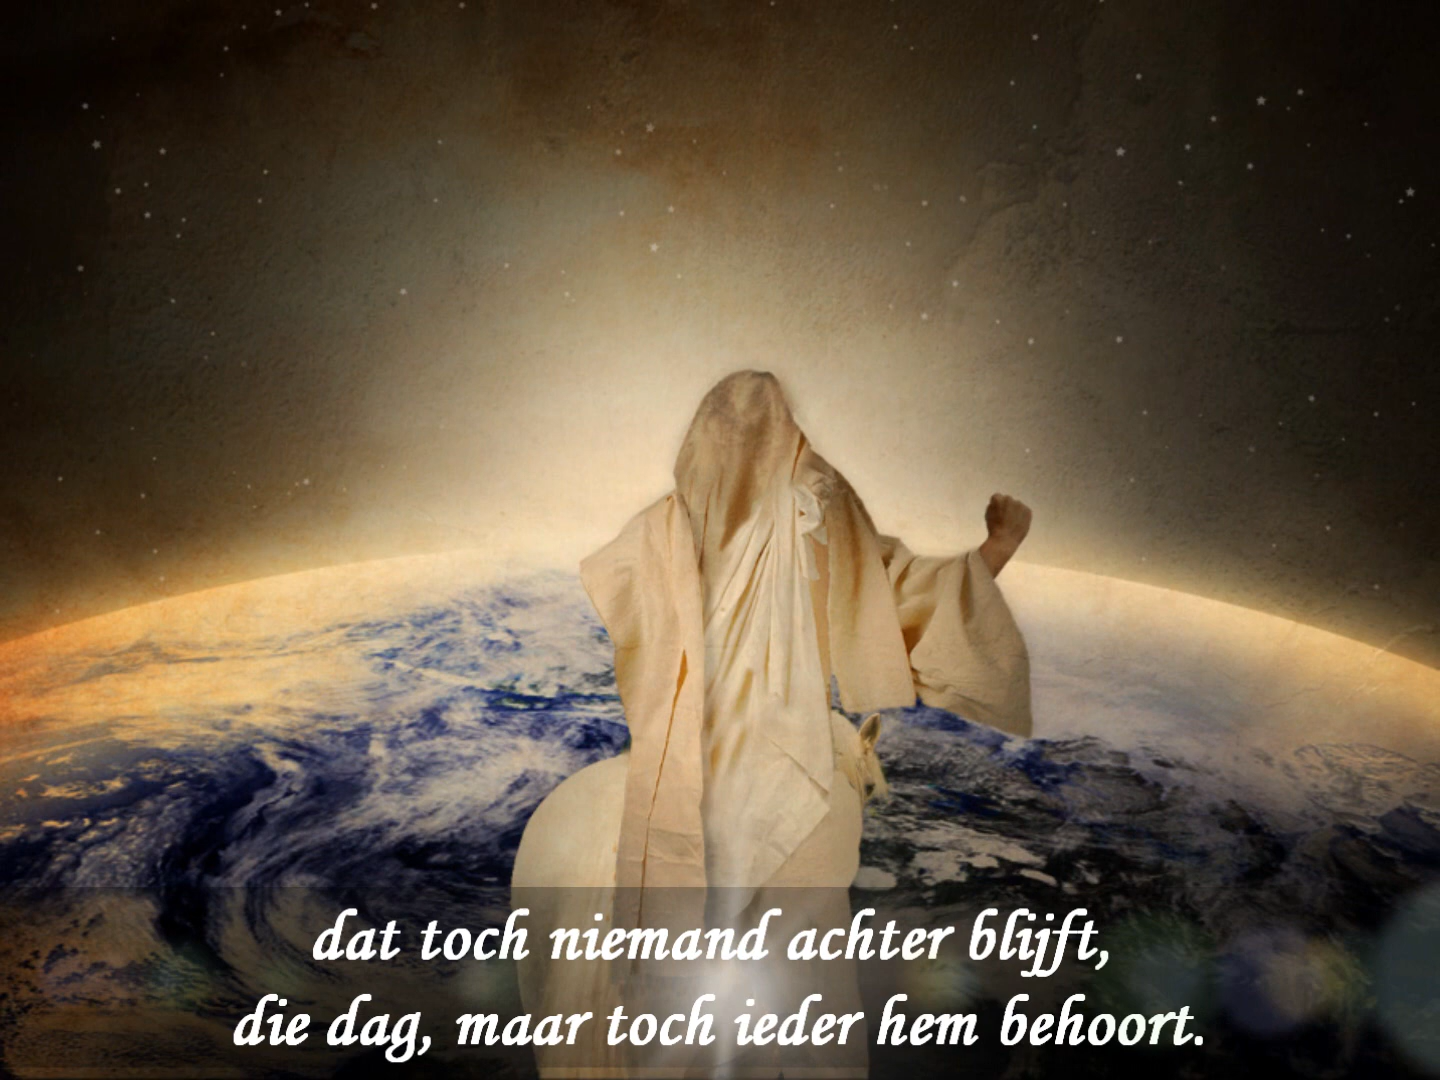 dat toch niemand achter blijft,
die dag, maar toch ieder hem behoort.